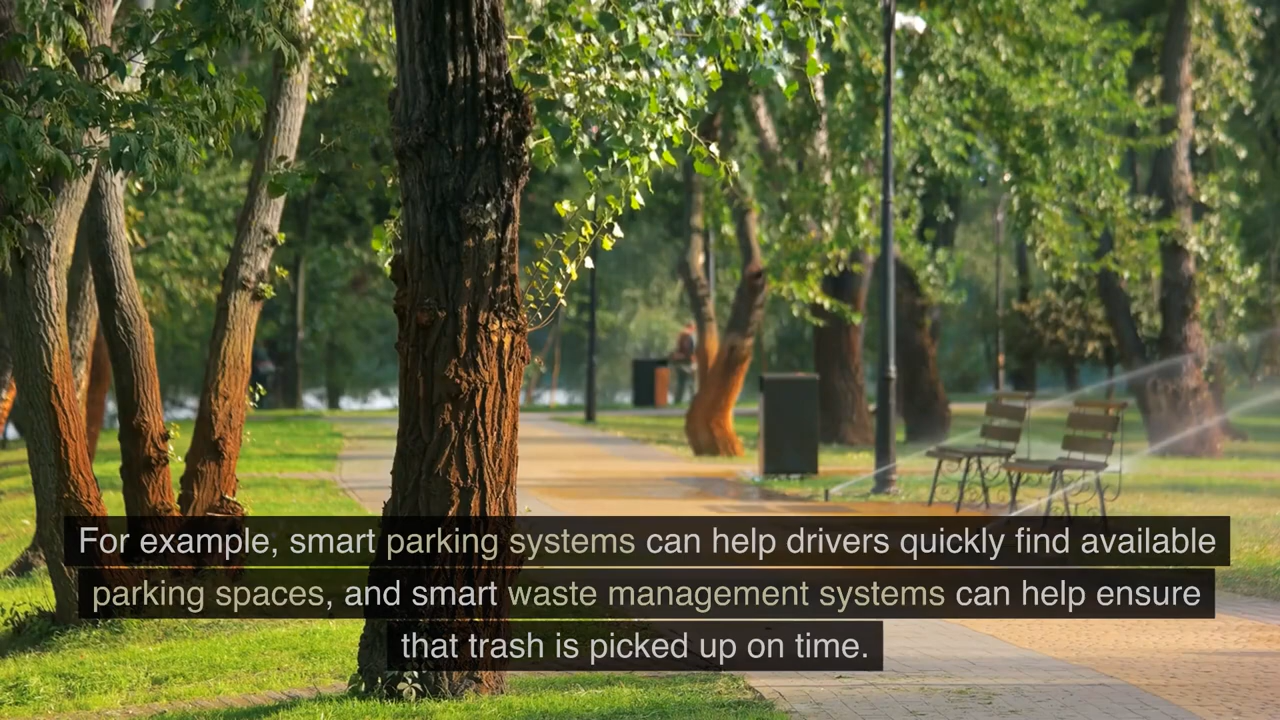 For example, smart parking systems can help drivers quickly find available
parking spaces, and smart waste management systems can help ensure
that trash is picked up on time.